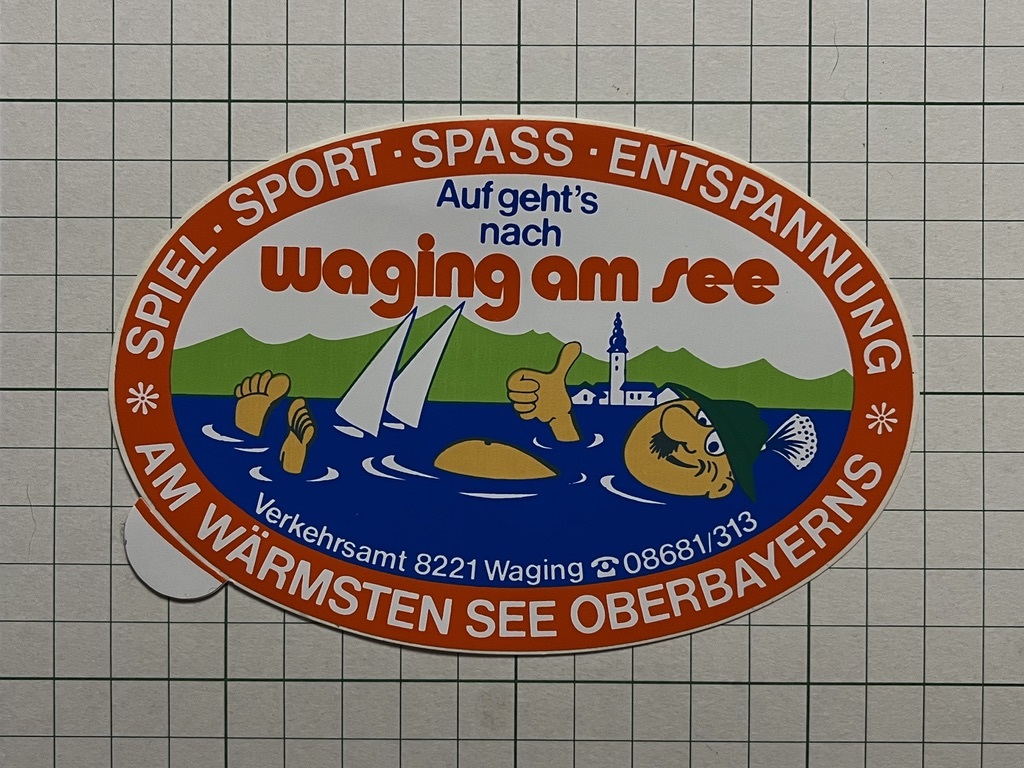 SPIEL · SPORT · SPASS · ENTSPANNUNG
Auf geht's
nach
waging am see
Verkehrsamt 8221 Waging ☎ 08681/313
AM WÄRMSTEN SEE OBERBAYERNS